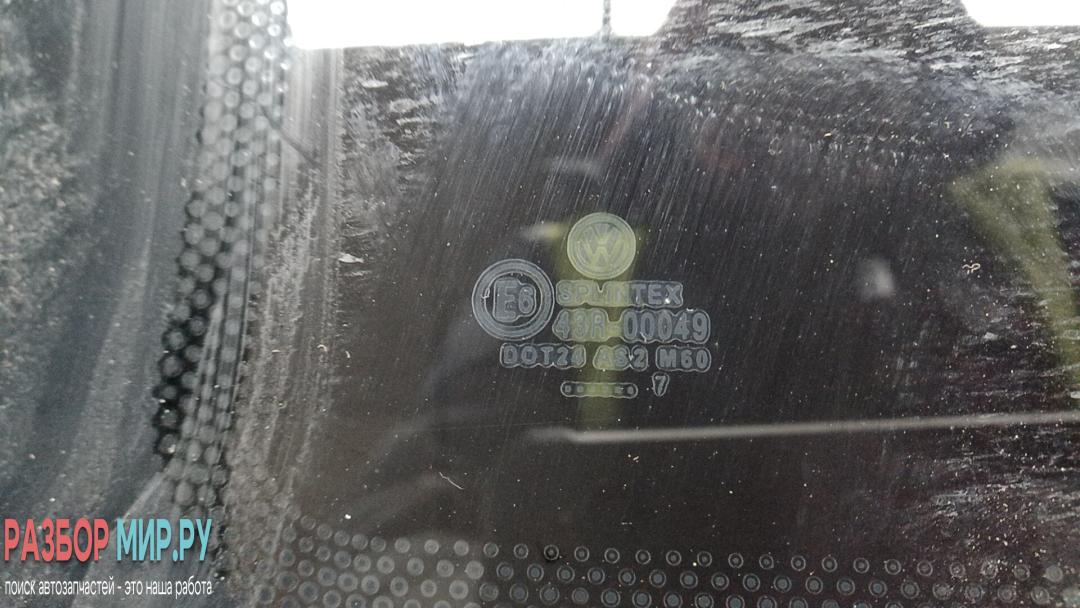 E6
SPLINTEX
43R-00049
DOT24 AS2 M60
7
РАЗБОР МИР.РУ
поиск автозапчастей - это наша работа